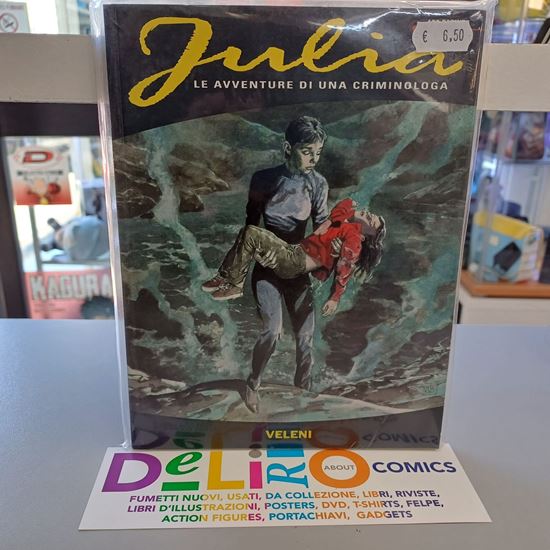 Julia
€ 6,50
LE AVVENTURE DI UNA CRIMINOLOGA
KAGURA
VELENI
DeLiRiO ABOUT COMICS
FUMETTI NUOVI, USATI, DA COLLEZIONE, LIBRI, RIVISTE,
LIBRI D'ILLUSTRAZIONI, POSTERS, DVD, T-SHIRTS, FELPE,
ACTION FIGURES, PORTACHIAVI, GADGETS